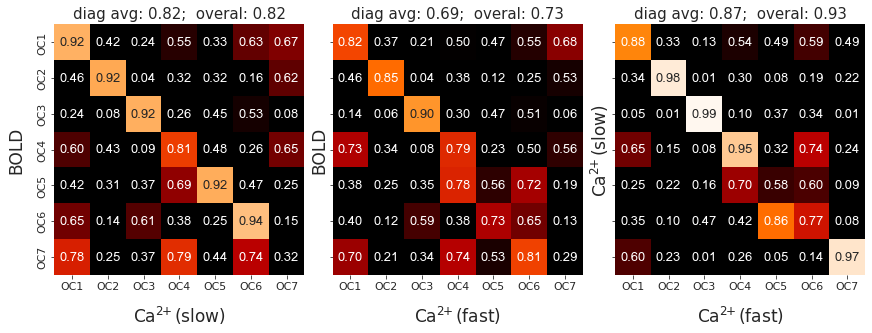 diag avg: 0.82;  overal: 0.82
OC1 0.92 0.42 0.24 0.55 0.33 0.63 0.67
OC2 0.46 0.92 0.04 0.32 0.32 0.16 0.62
OC3 0.24 0.08 0.92 0.26 0.45 0.53 0.08
OC4 0.60 0.43 0.09 0.81 0.48 0.26 0.65
OC5 0.42 0.31 0.37 0.69 0.92 0.47 0.25
OC6 0.65 0.14 0.61 0.38 0.25 0.94 0.15
OC7 0.78 0.25 0.37 0.79 0.44 0.74 0.32
BOLD
OC1 OC2 OC3 OC4 OC5 OC6 OC7
Ca²⁺(slow)
diag avg: 0.69;  overal: 0.73
0.82 0.37 0.21 0.50 0.47 0.55 0.68
0.46 0.85 0.04 0.38 0.12 0.25 0.53
0.14 0.06 0.90 0.30 0.47 0.51 0.06
0.73 0.34 0.08 0.79 0.23 0.50 0.56
0.38 0.25 0.35 0.78 0.56 0.72 0.19
0.40 0.12 0.59 0.38 0.73 0.65 0.13
0.70 0.21 0.34 0.74 0.53 0.81 0.29
BOLD
OC1 OC2 OC3 OC4 OC5 OC6 OC7
Ca²⁺(fast)
diag avg: 0.87;  overal: 0.93
0.88 0.33 0.13 0.54 0.49 0.59 0.49
0.34 0.98 0.01 0.30 0.08 0.19 0.22
0.05 0.01 0.99 0.10 0.37 0.34 0.01
0.65 0.15 0.08 0.95 0.32 0.74 0.24
0.25 0.22 0.16 0.70 0.58 0.60 0.09
0.35 0.10 0.47 0.42 0.86 0.77 0.08
0.60 0.23 0.01 0.26 0.05 0.14 0.97
Ca²⁺(slow)
OC1 OC2 OC3 OC4 OC5 OC6 OC7
Ca²⁺(fast)